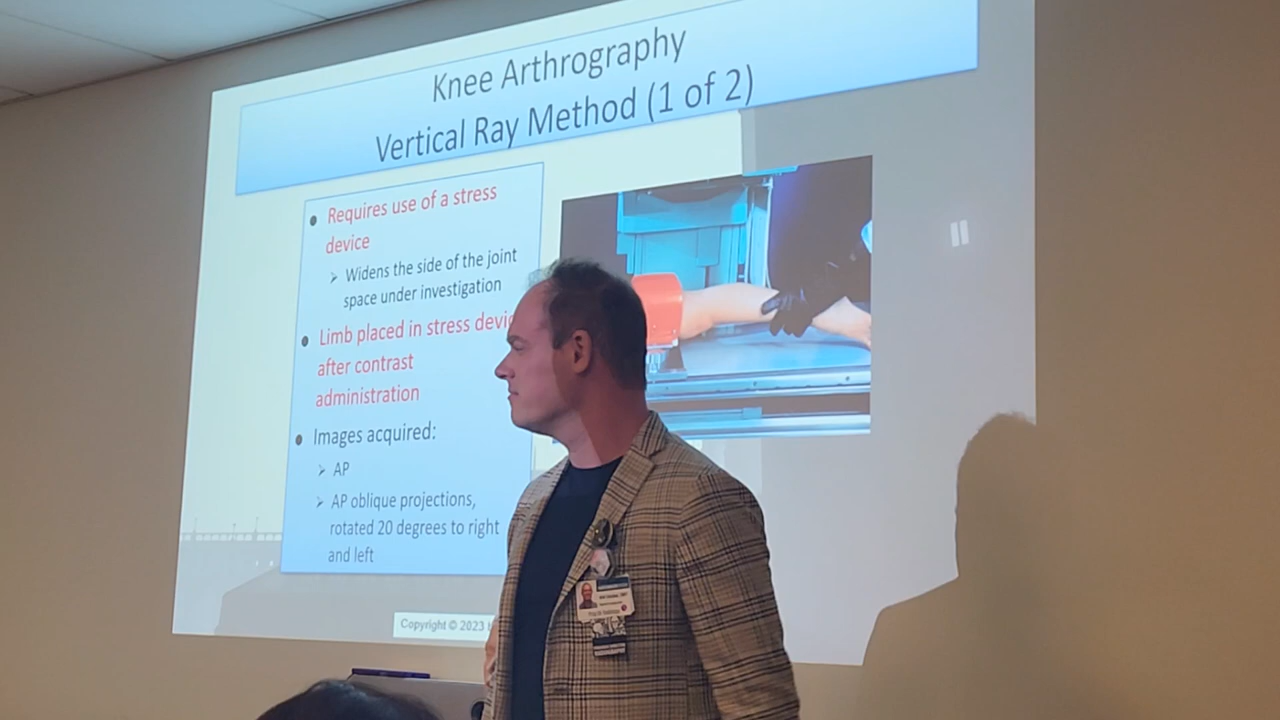 Knee Arthrography
Vertical Ray Method (1 of 2)
Requires use of a stress
device
Widens the side of the joint
space under investigation
Limb placed in stress
after contrast
administration
Images acquired:
AP
AP oblique projections,
rotated 20 degrees to right
and left
Copyright © 2023